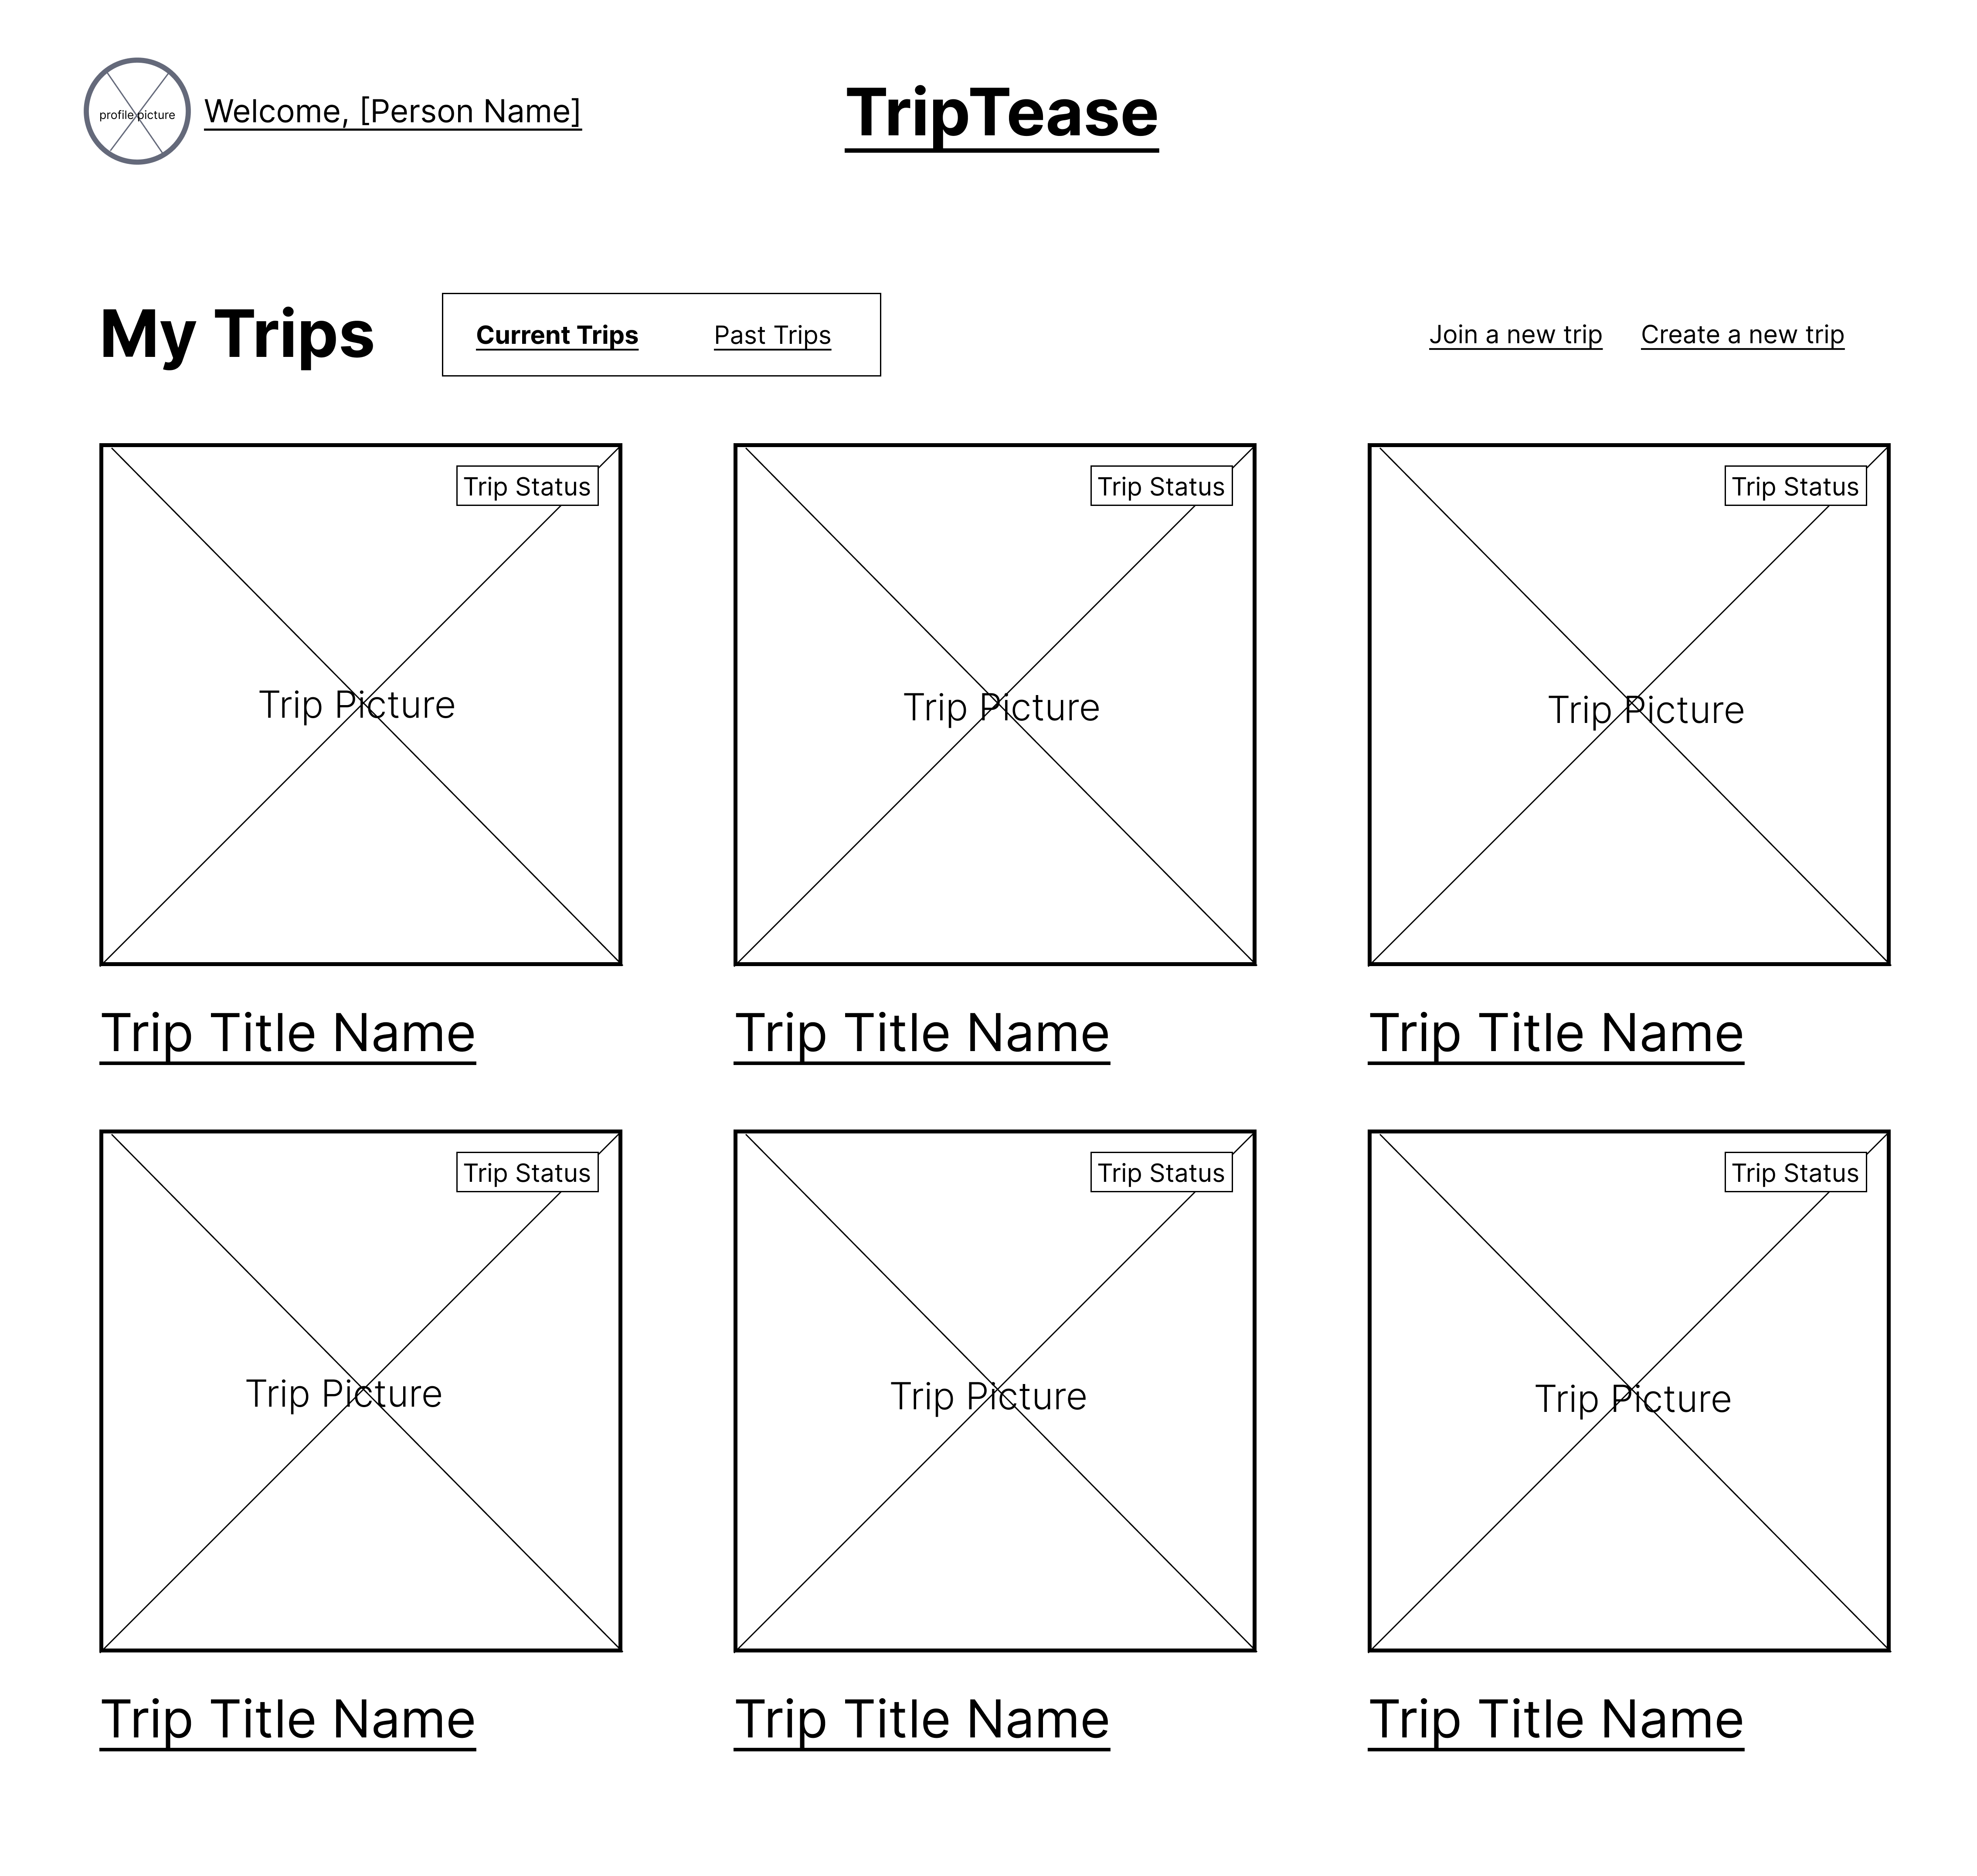 profile picture
Welcome, [Person Name]
TripTease
My Trips
Current Trips
Past Trips
Join a new trip
Create a new trip
Trip Status
Trip Status
Trip Status
Trip Picture
Trip Picture
Trip Picture
Trip Title Name
Trip Title Name
Trip Title Name
Trip Status
Trip Status
Trip Status
Trip Picture
Trip Picture
Trip Picture
Trip Title Name
Trip Title Name
Trip Title Name